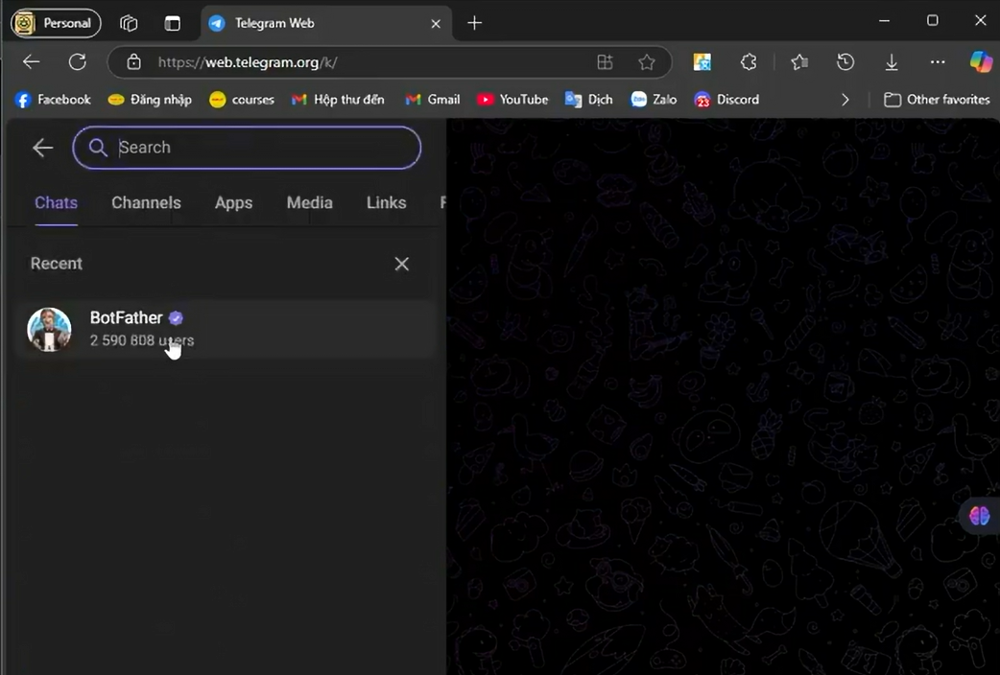 Personal
Telegram Web
https://web.telegram.org/k/
Facebook Đăng nhập courses Hộp thư đến Gmail YouTube Dịch Zalo 23 Discord Other favorites
Search
Chats Channels Apps Media Links F
Recent
BotFather
2 590 808 users